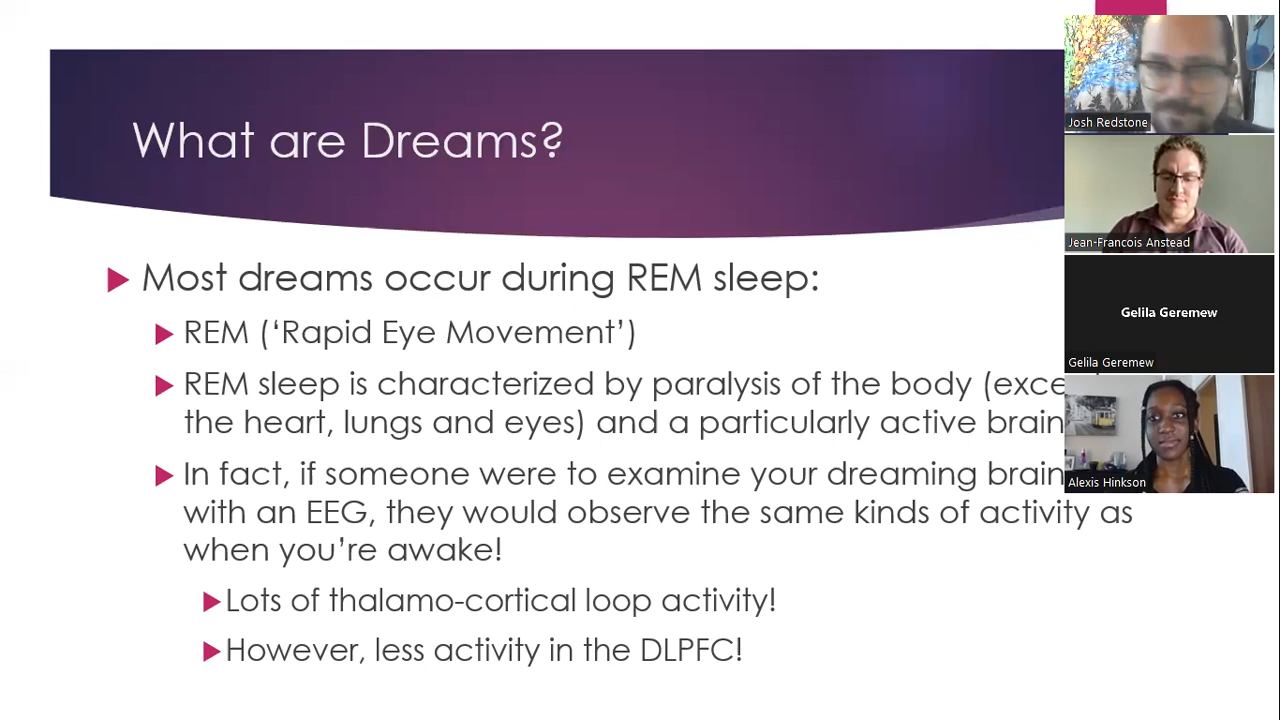 What are Dreams?
Most dreams occur during REM sleep:
REM (‘Rapid Eye Movement’)
REM sleep is characterized by paralysis of the body
the heart, lungs and eyes) and a particularly active brain
In fact, if someone were to examine your dreaming brain
with an EEG, they would observe the same kinds of activity as
when you’re awake!
Lots of thalamo-cortical loop activity!
However, less activity in the DLPFC!
Josh Redstone
Jean-Francois Anstead
Gelila Geremew
Gelila Geremew
Alexis Hinkson